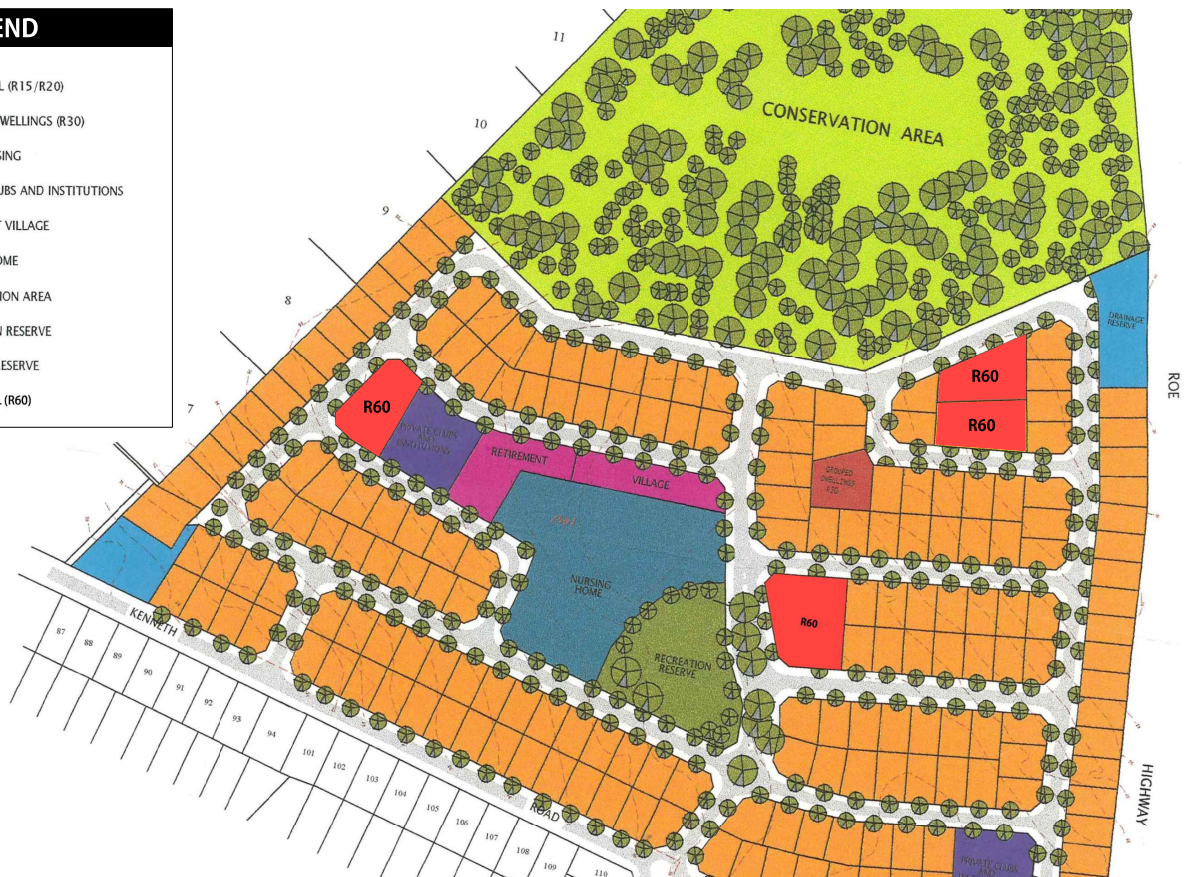 END
L (R15/R20)
WELLINGS (R30)
SING
UBS AND INSTITUTIONS
T VILLAGE
OME
ION AREA
N RESERVE
ESERVE
L (R60)
11
10
9
8
7
CONSERVATION AREA
DRAINAGE
RESERVE
ROE
HIGHWAY
R60
R60
R60
R60
PRIVATE CLUBS
AND
INSTITUTIONS
RETIREMENT
VILLAGE
GROUPED
DWELLINGS
NURSING
HOME
RECREATION
RESERVE
KENNETH
ROAD
87
88
89
90
91
92
93
94
101
102
103
104
105
106
107
108
109
110
PRIVATE CLUBS
AND